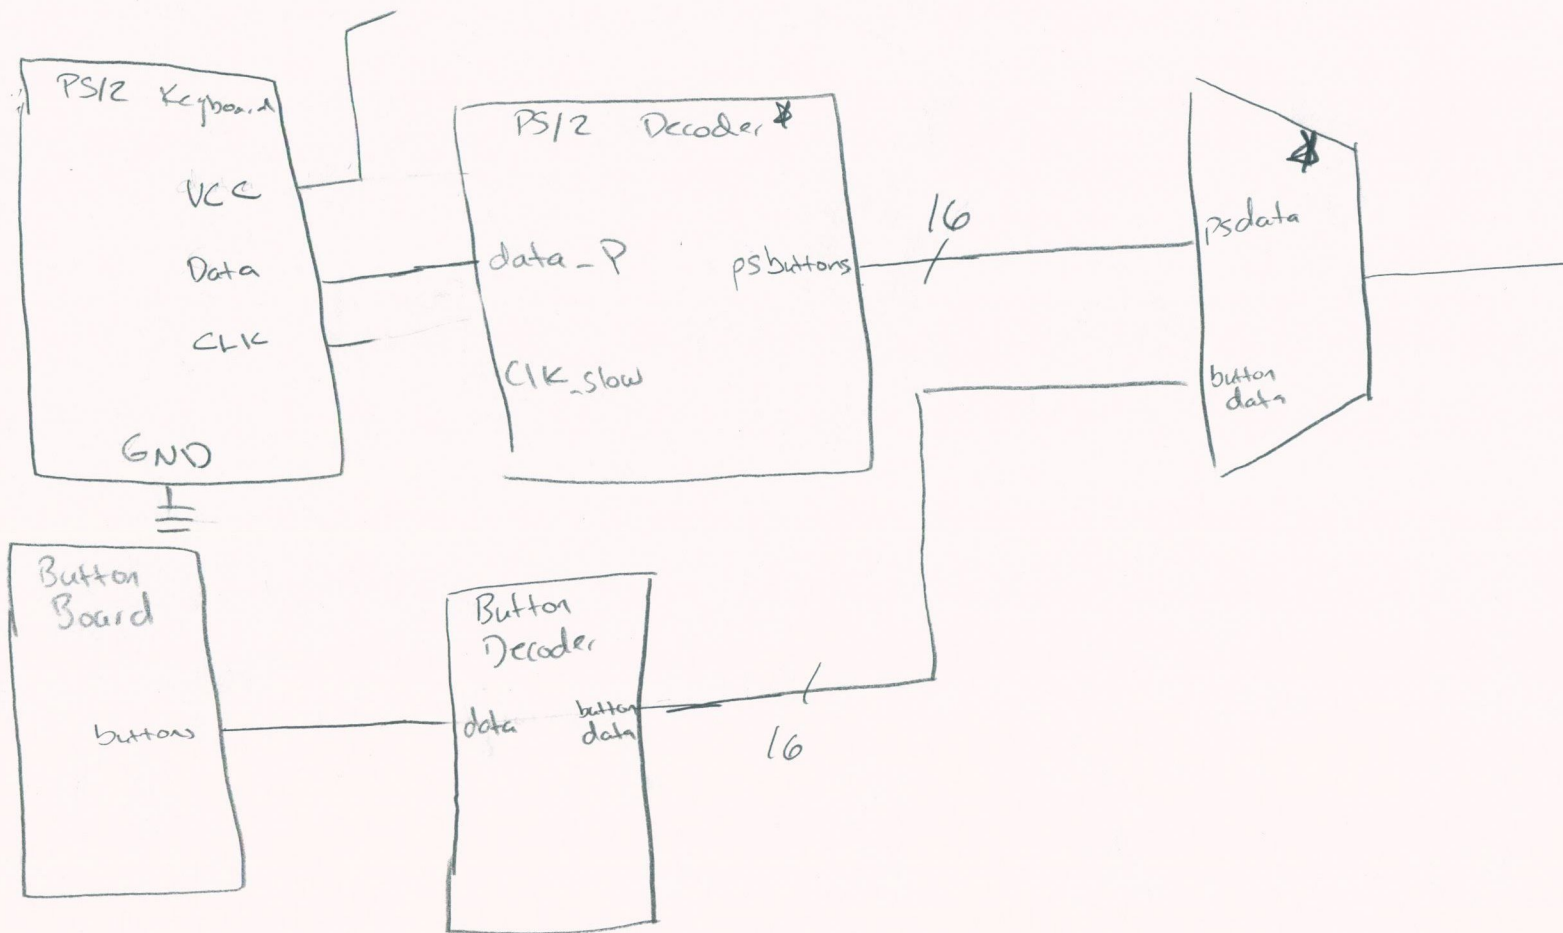 PS/2 Keyboard
VCC
Data
CLK
GND
PS/2 Decoder*
data_P
psbuttons
Clk_slow
16
psdata
button
data
Button
Board
buttons
Button
Decoder
data
button
data
16